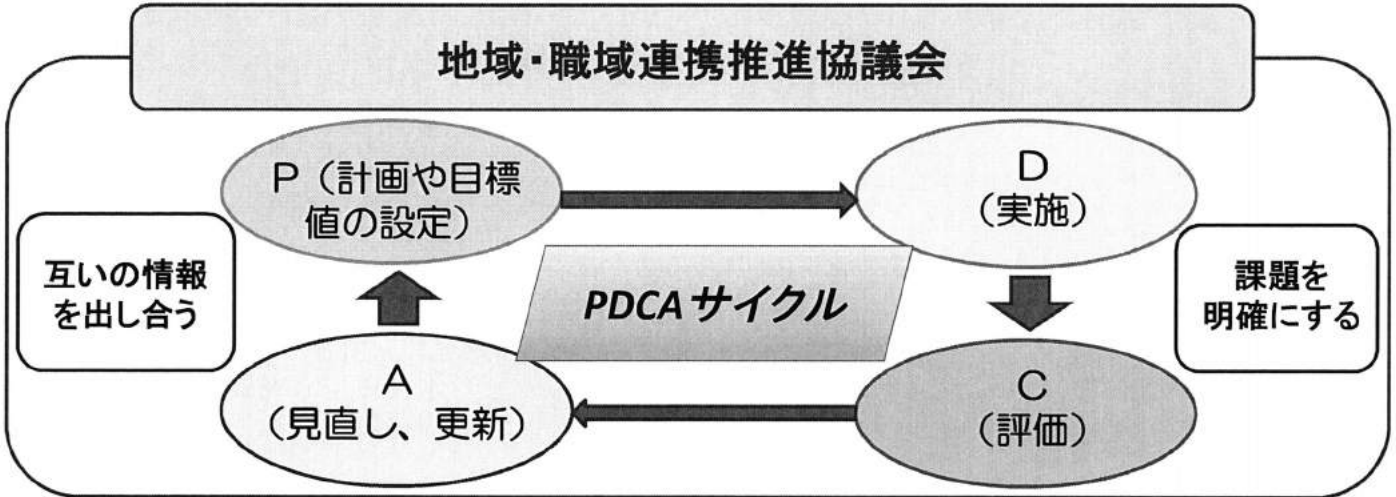 地域・職域連携推進協議会
P（計画や目標
値の設定）
D
（実施）
互いの情報
を出し合う
PDCAサイクル
課題を
明確にする
A
（見直し、更新）
C
（評価）